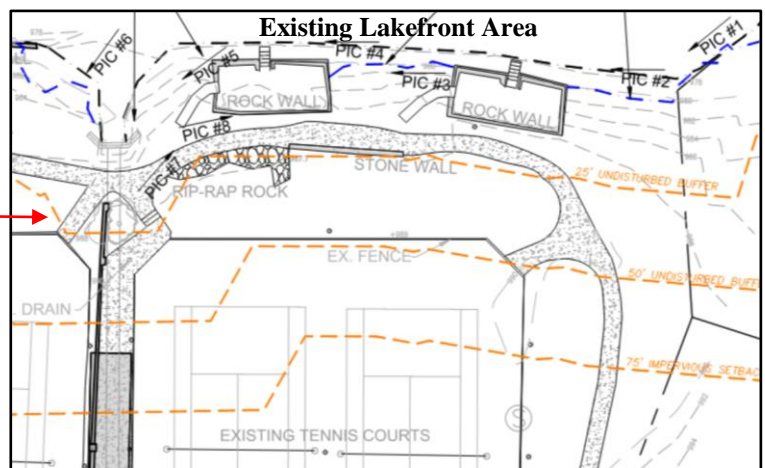 Existing Lakefront Area
PIC #1
PIC #6
PIC #5
PIC #4
PIC #2
PIC #3
ROCK WALL
ROCK WALL
PIC #8
PIC #7
STONE WALL
RIP-RAP ROCK
25' UNDISTURBED BUFFER
EX. FENCE
50' UNDISTURBED BUFF
DRAIN
75' IMPERVIOUS SETBAC
EXISTING TENNIS COURTS
S